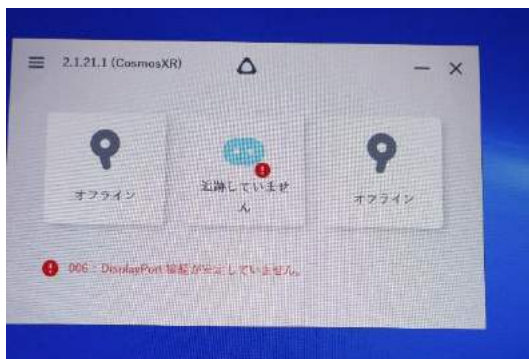 2.1.21.1 (CosmosXR)
オフライン
追跡していませ
ん
オフライン
006 : DisplayPort 接続が安定していません。